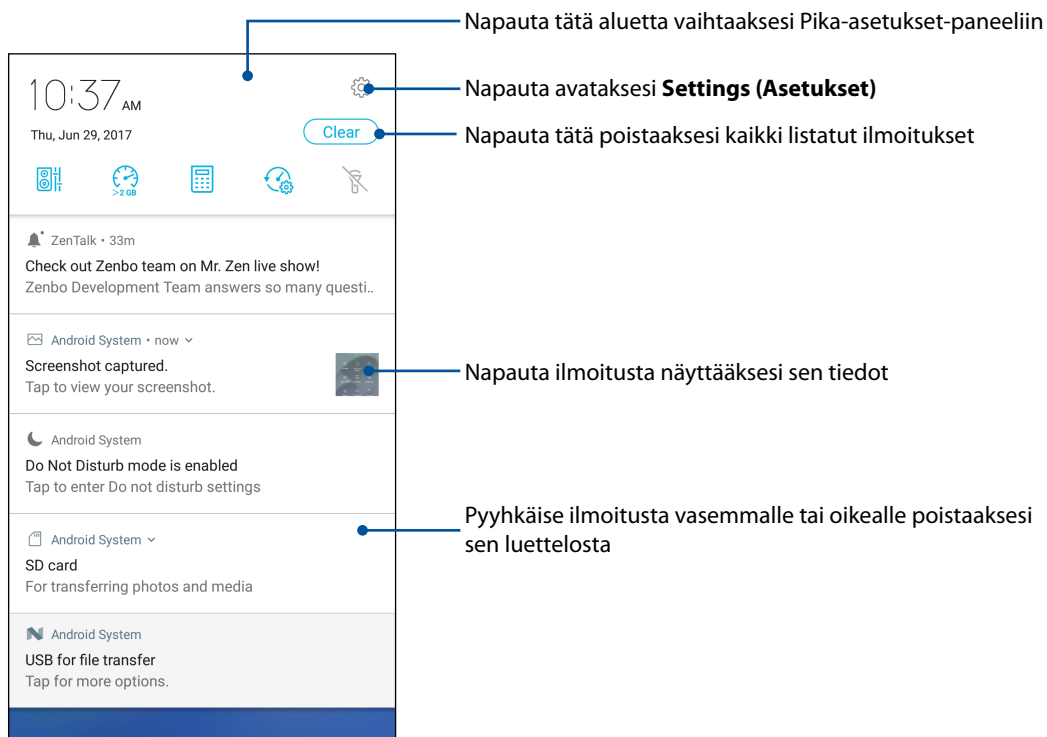 Napauta tätä aluetta vaihtaaksesi Pika-asetukset-paneeliin
10:37 AM
Napauta avataksesi Settings (Asetukset)
Thu, Jun 29, 2017
Clear
Napauta tätä poistaaksesi kaikki listatut ilmoitukset
>2 GB
ZenTalk • 33m
Check out Zenbo team on Mr. Zen live show!
Zenbo Development Team answers so many questi..
Android System • now
Screenshot captured.
Tap to view your screenshot.
Napauta ilmoitusta näyttääksesi sen tiedot
Android System
Do Not Disturb mode is enabled
Tap to enter Do not disturb settings
Pyyhkäise ilmoitusta vasemmalle tai oikealle poistaaksesi
sen luettelosta
Android System
SD card
For transferring photos and media
Android System
USB for file transfer
Tap for more options.